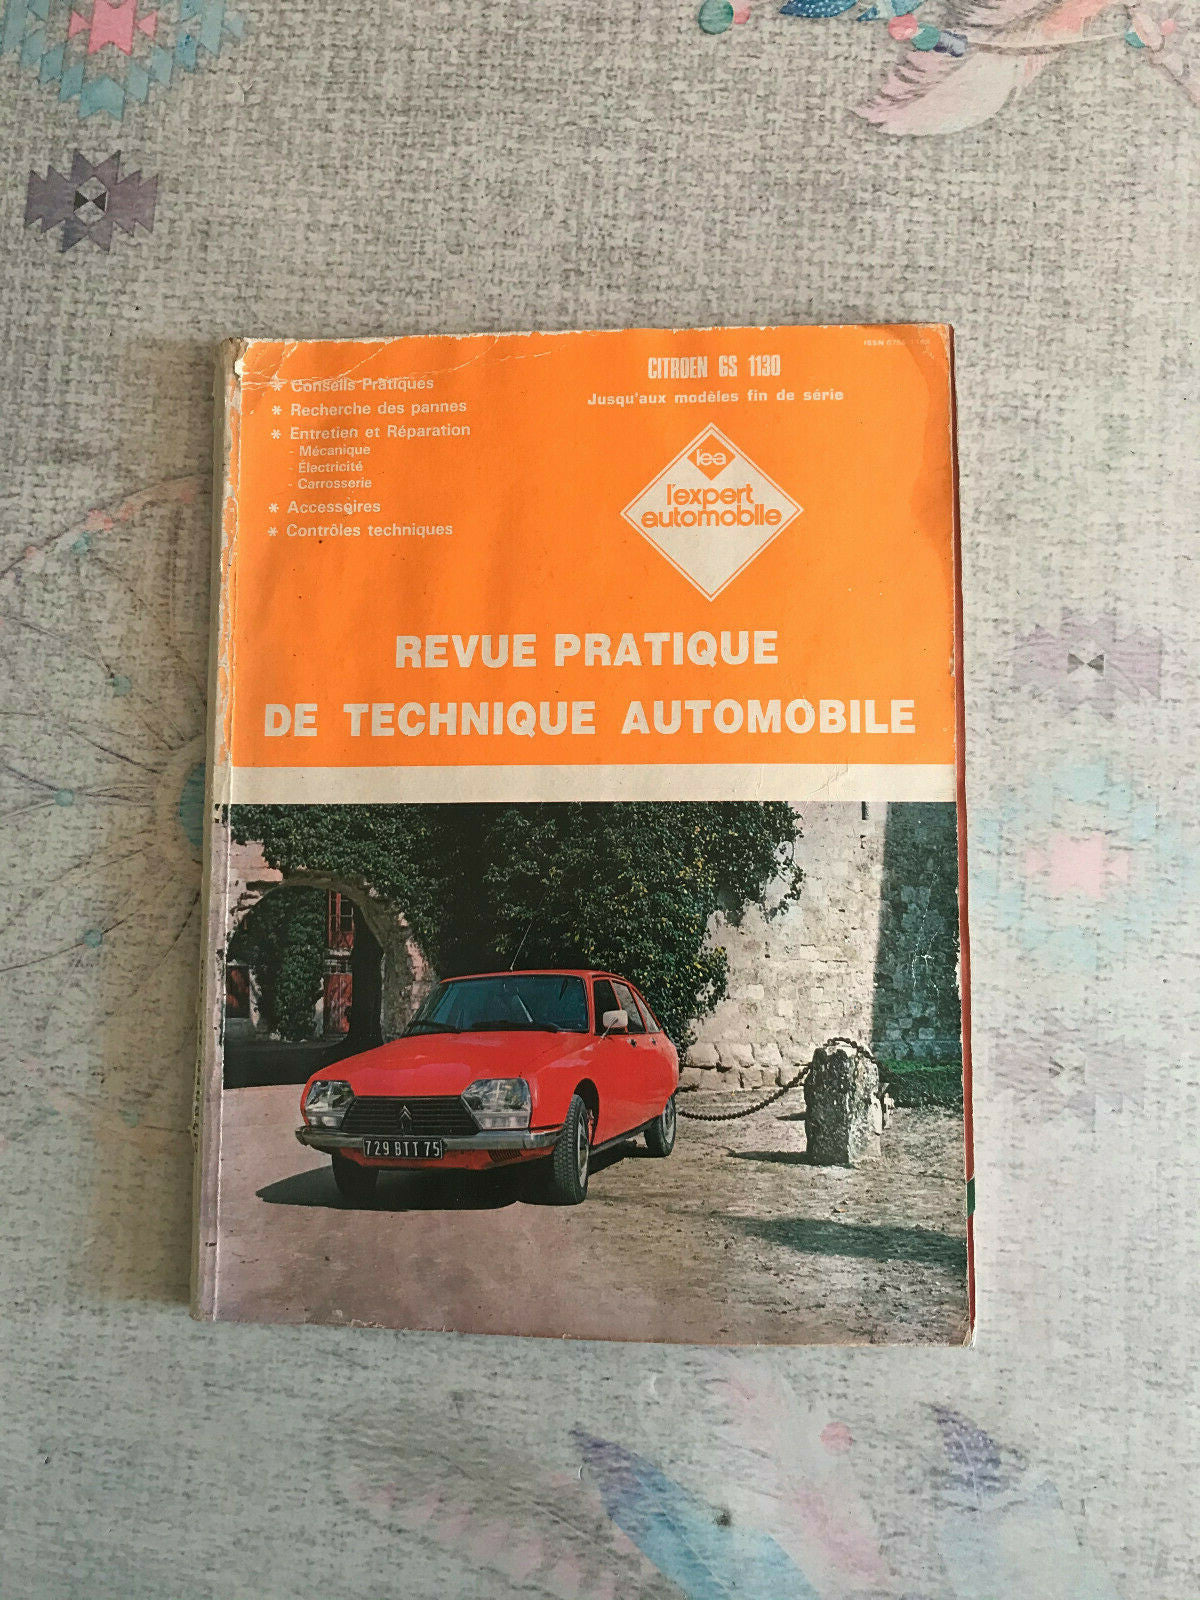 * Conseils Pratiques
* Recherche des pannes
* Entretien et Réparation
- Mécanique
- Électricité
- Carrosserie
* Accessoires
* Contrôles techniques
ISSN
CITROEN GS 1130
Jusqu'aux modèles fin de série
lea
l'expert
automobile
REVUE PRATIQUE
DE TECHNIQUE AUTOMOBILE
729 BTT 75